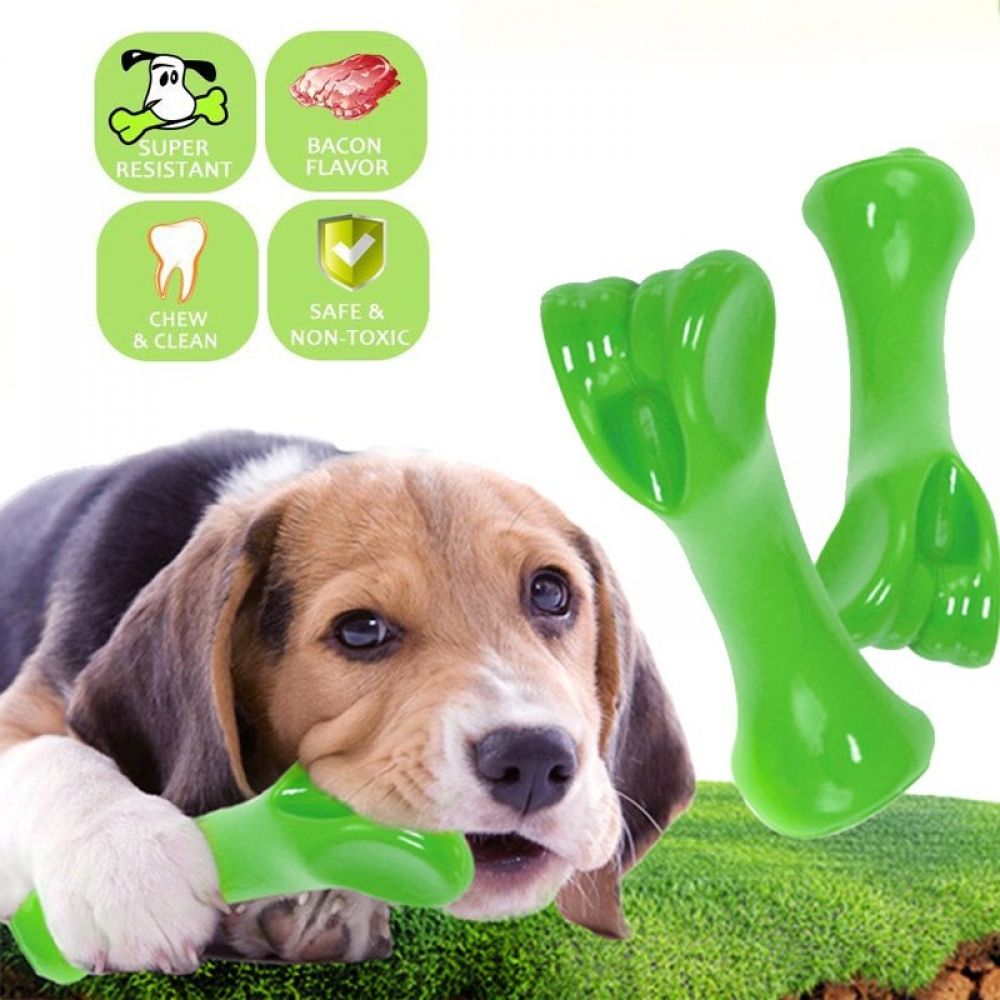 SUPER
RESISTANT
BACON
FLAVOR
CHEW
& CLEAN
SAFE &
NON-TOXIC